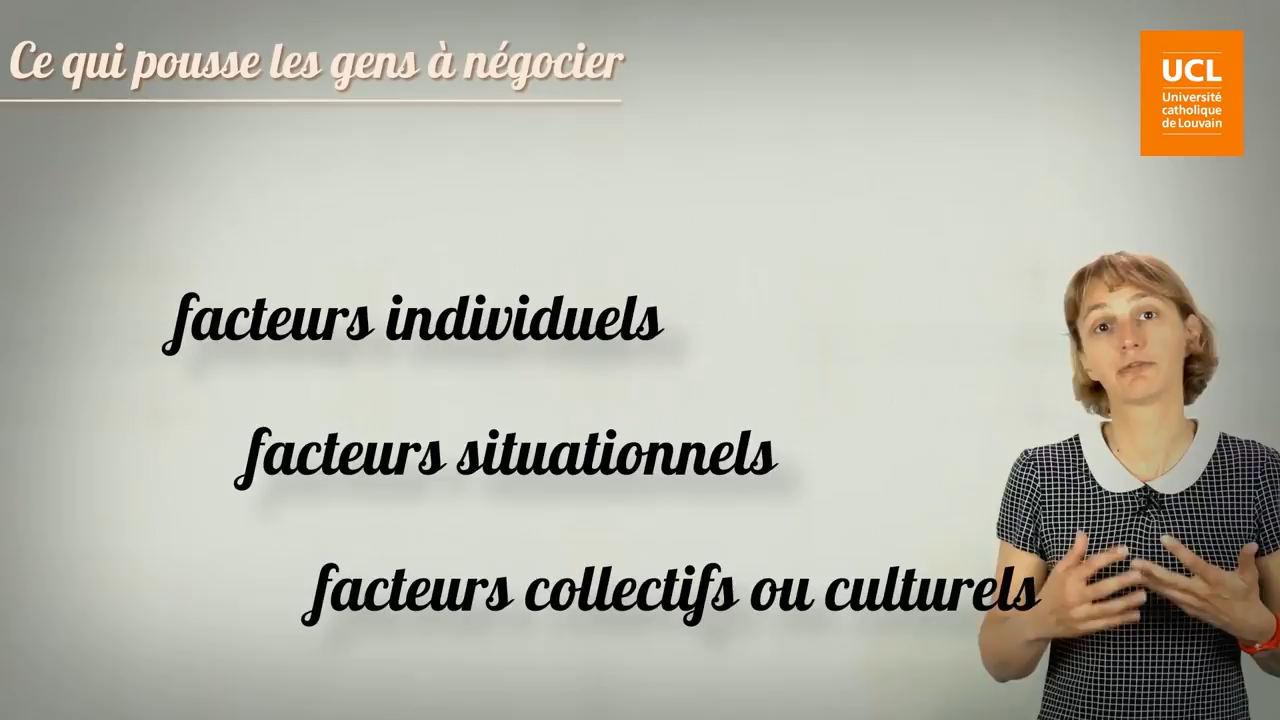 Ce qui pousse les gens à négocier
UCL
Université
catholique
de Louvain
facteurs individuels
facteurs situationnels
facteurs collectifs ou culturels